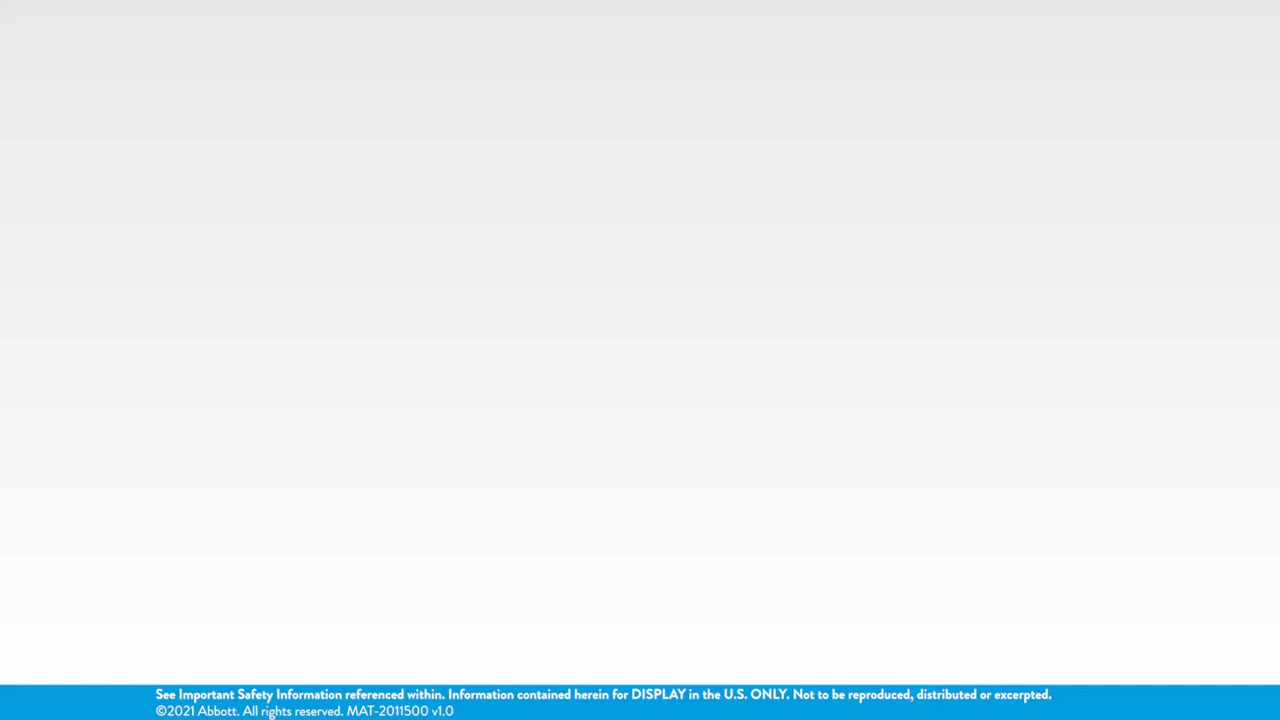 See Important Safety Information referenced within. Information contained herein for DISPLAY in the U.S. ONLY. Not to be reproduced, distributed or excerpted.
©2021 Abbott. All rights reserved. MAT-2011500 v1.0